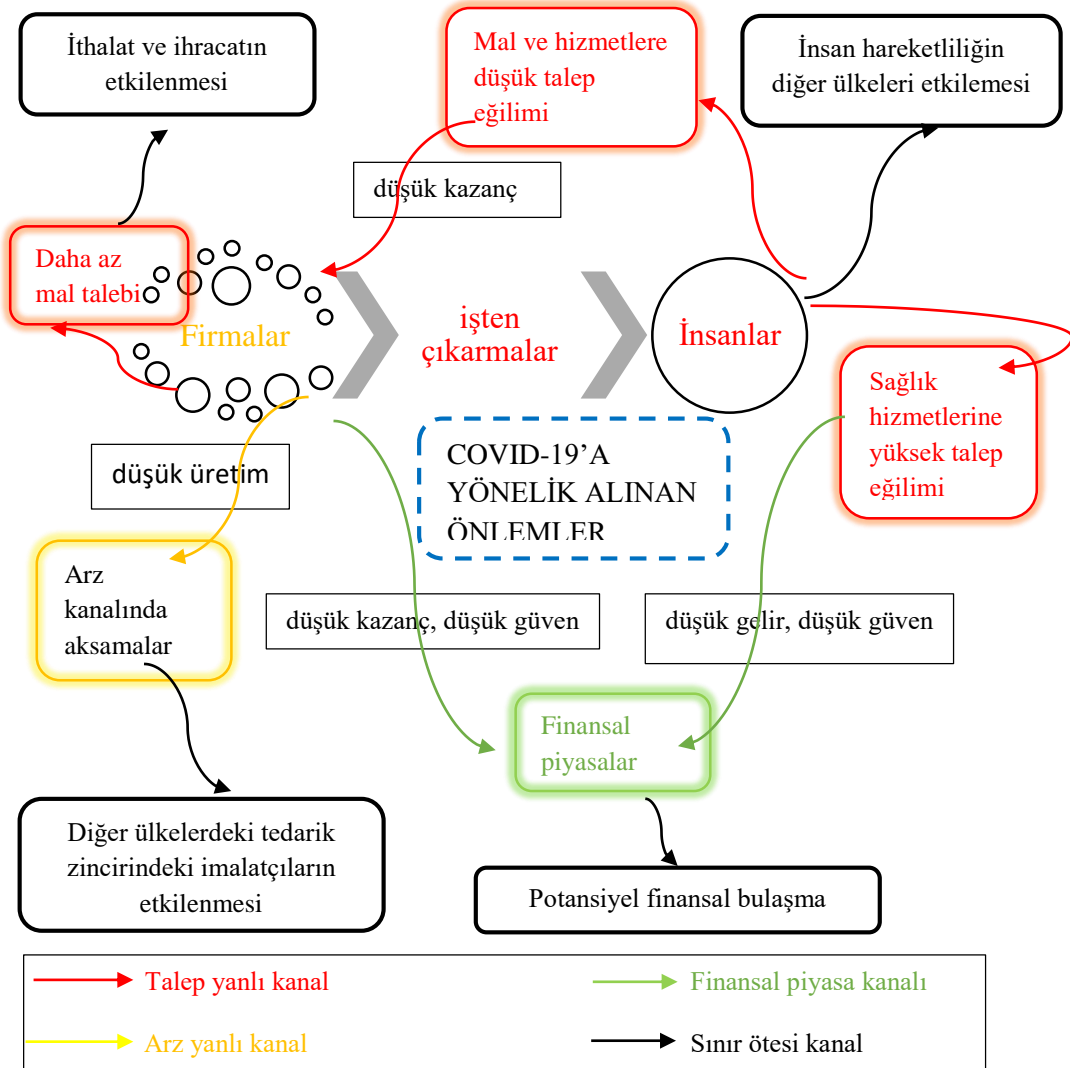 İthalat ve ihracatın
etkilenmesi
Mal ve hizmetlere
düşük talep
eğilimi
İnsan hareketliliğin
diğer ülkeleri etkilemesi
düşük kazanç
Daha az
mal talebi
Firmalar
işten
çıkarmalar
İnsanlar
Sağlık
hizmetlerine
yüksek talep
eğilimi
düşük üretim
COVID-19’A
YÖNELİK ALINAN
ÖNLEMLER
Arz
kanalında
aksamalar
düşük kazanç, düşük güven
düşük gelir, düşük güven
Finansal
piyasalar
Diğer ülkelerdeki tedarik
zincirindeki imalatçıların
etkilenmesi
Potansiyel finansal bulaşma
Talep yanlı kanal
Finansal piyasa kanalı
Arz yanlı kanal
Sınır ötesi kanal